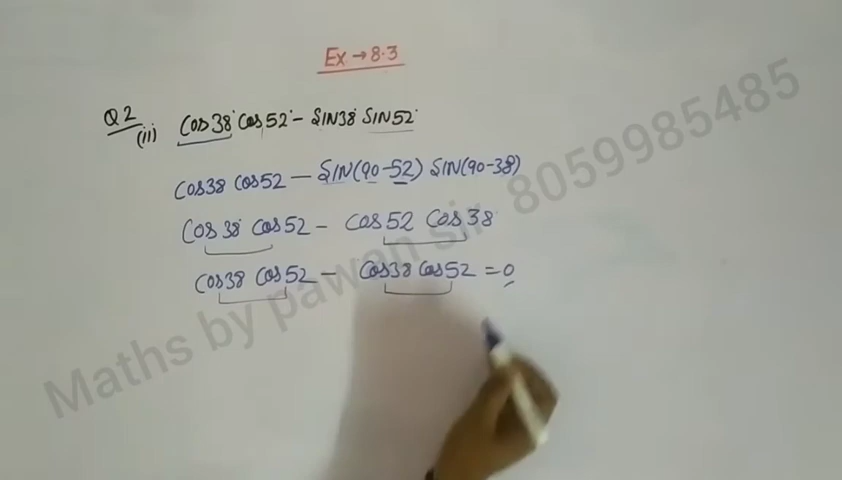 Ex → 8.3
Q2
(ii) Cos38° Cos52° - SIN38° SIN52°
Cos38 Cos52 - SIN(90-52) SIN(90-38)
Cos38° Cos52 - Cos52 Cos38
Cos38 Cos52 - Cos38 Cos52 = 0
Maths by pawan sir 8059985485